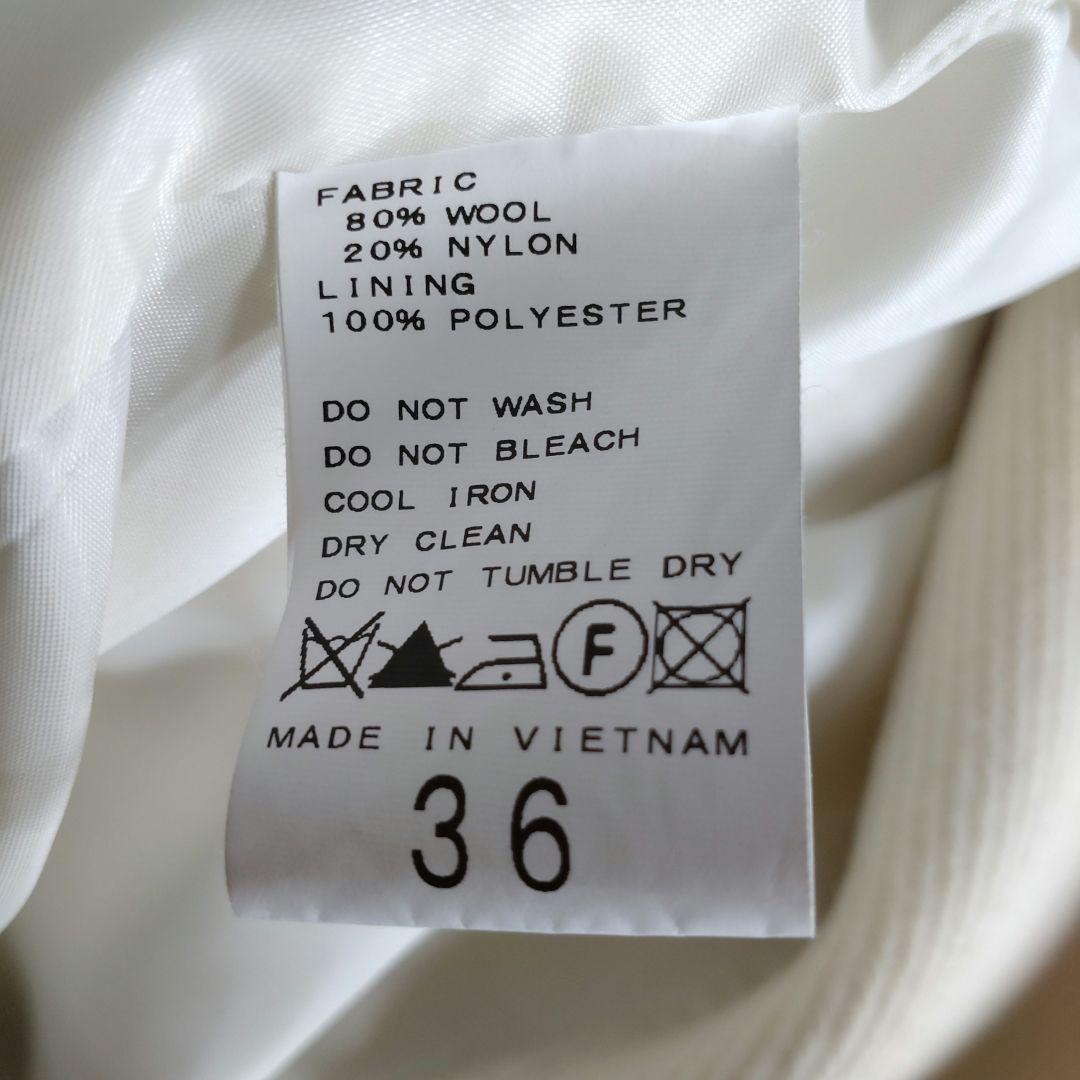 FABRIC
80% WOOL
20% NYLON
LINING
100% POLYESTER
DO NOT WASH
DO NOT BLEACH
COOL IRON
DRY CLEAN
DO NOT TUMBLE DRY
F
MADE IN VIETNAM
36